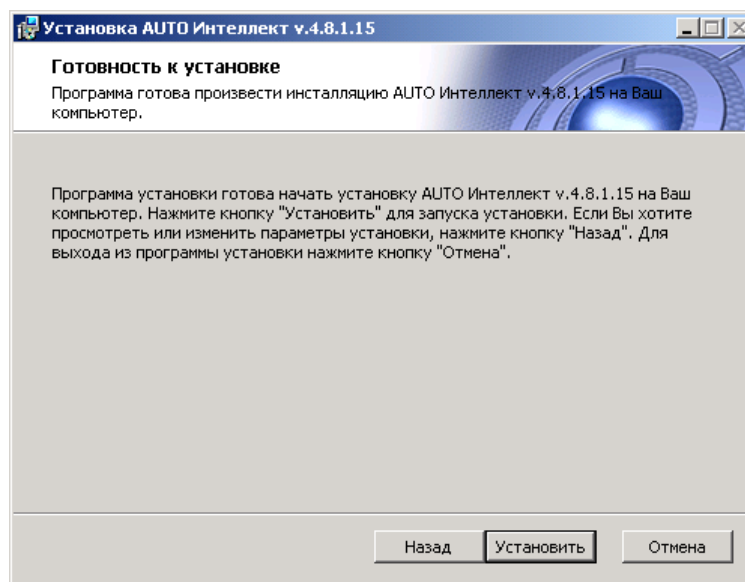 Установка AUTO Интеллект v.4.8.1.15
Готовность к установке
Программа готова произвести инсталляцию AUTO Интеллект v.4.8.1.15 на Ваш
компьютер.
Программа установки готова начать установку AUTO Интеллект v.4.8.1.15 на Ваш
компьютер. Нажмите кнопку "Установить" для запуска установки. Если Вы хотите
просмотреть или изменить параметры установки, нажмите кнопку "Назад". Для
выхода из программы установки нажмите кнопку "Отмена".
Назад Установить Отмена